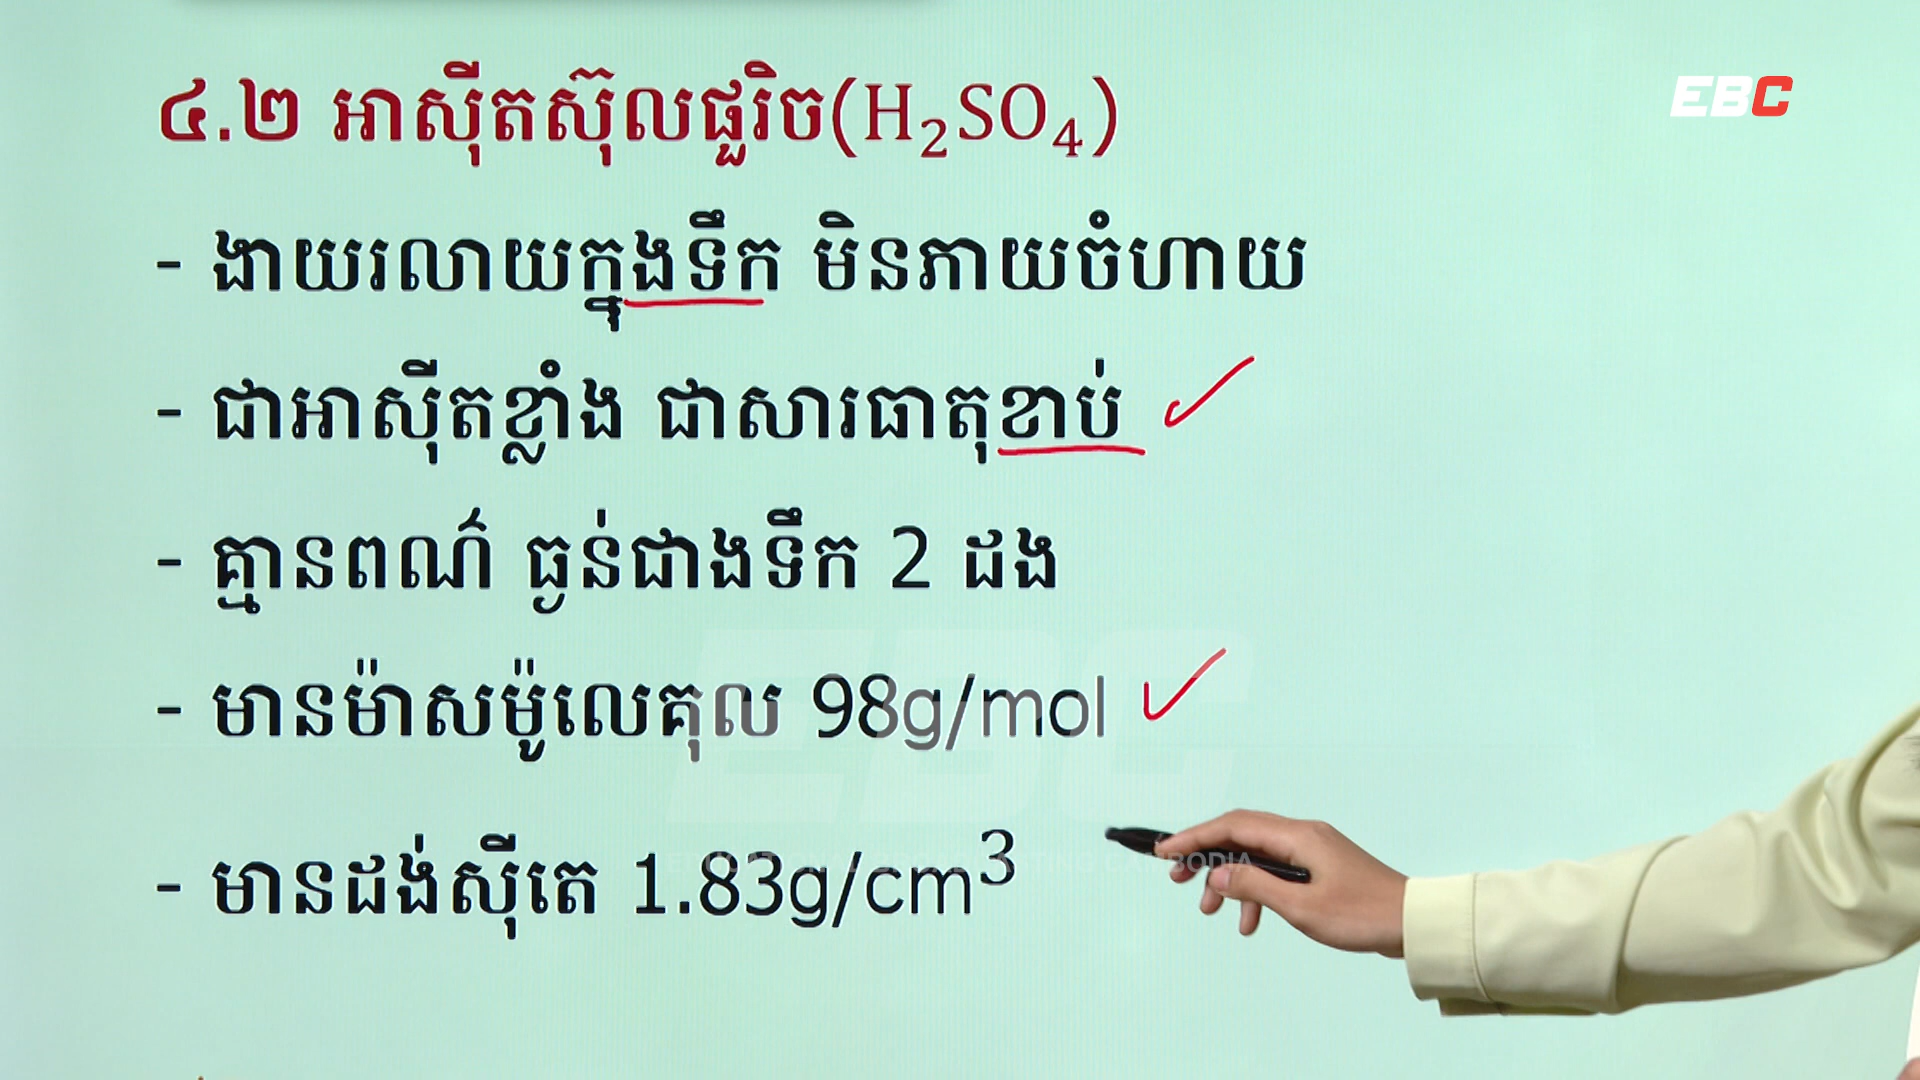 ៤.២ អាស៊ីតស៊ុលផួរិច(H₂SO₄)
EBC
- ងាយរលាយក្នុងទឹក មិនភាយចំហាយ
- ជាអាស៊ីតខ្លាំង ជាសារធាតុខាប់
- គ្មានពណ៌ ធ្ងន់ជាងទឹក 2 ដង
- មានម៉ាសម៉ូលេគុល 98g/mol
- មានដង់ស៊ីតេ 1.83g/cm³